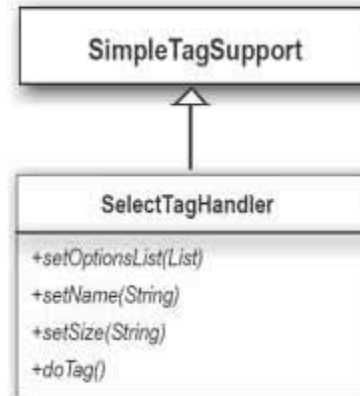 SimpleTagSupport
SelectTagHandler
+setOptionsList(List)
+setName(String)
+setSize(String)
+doTag()